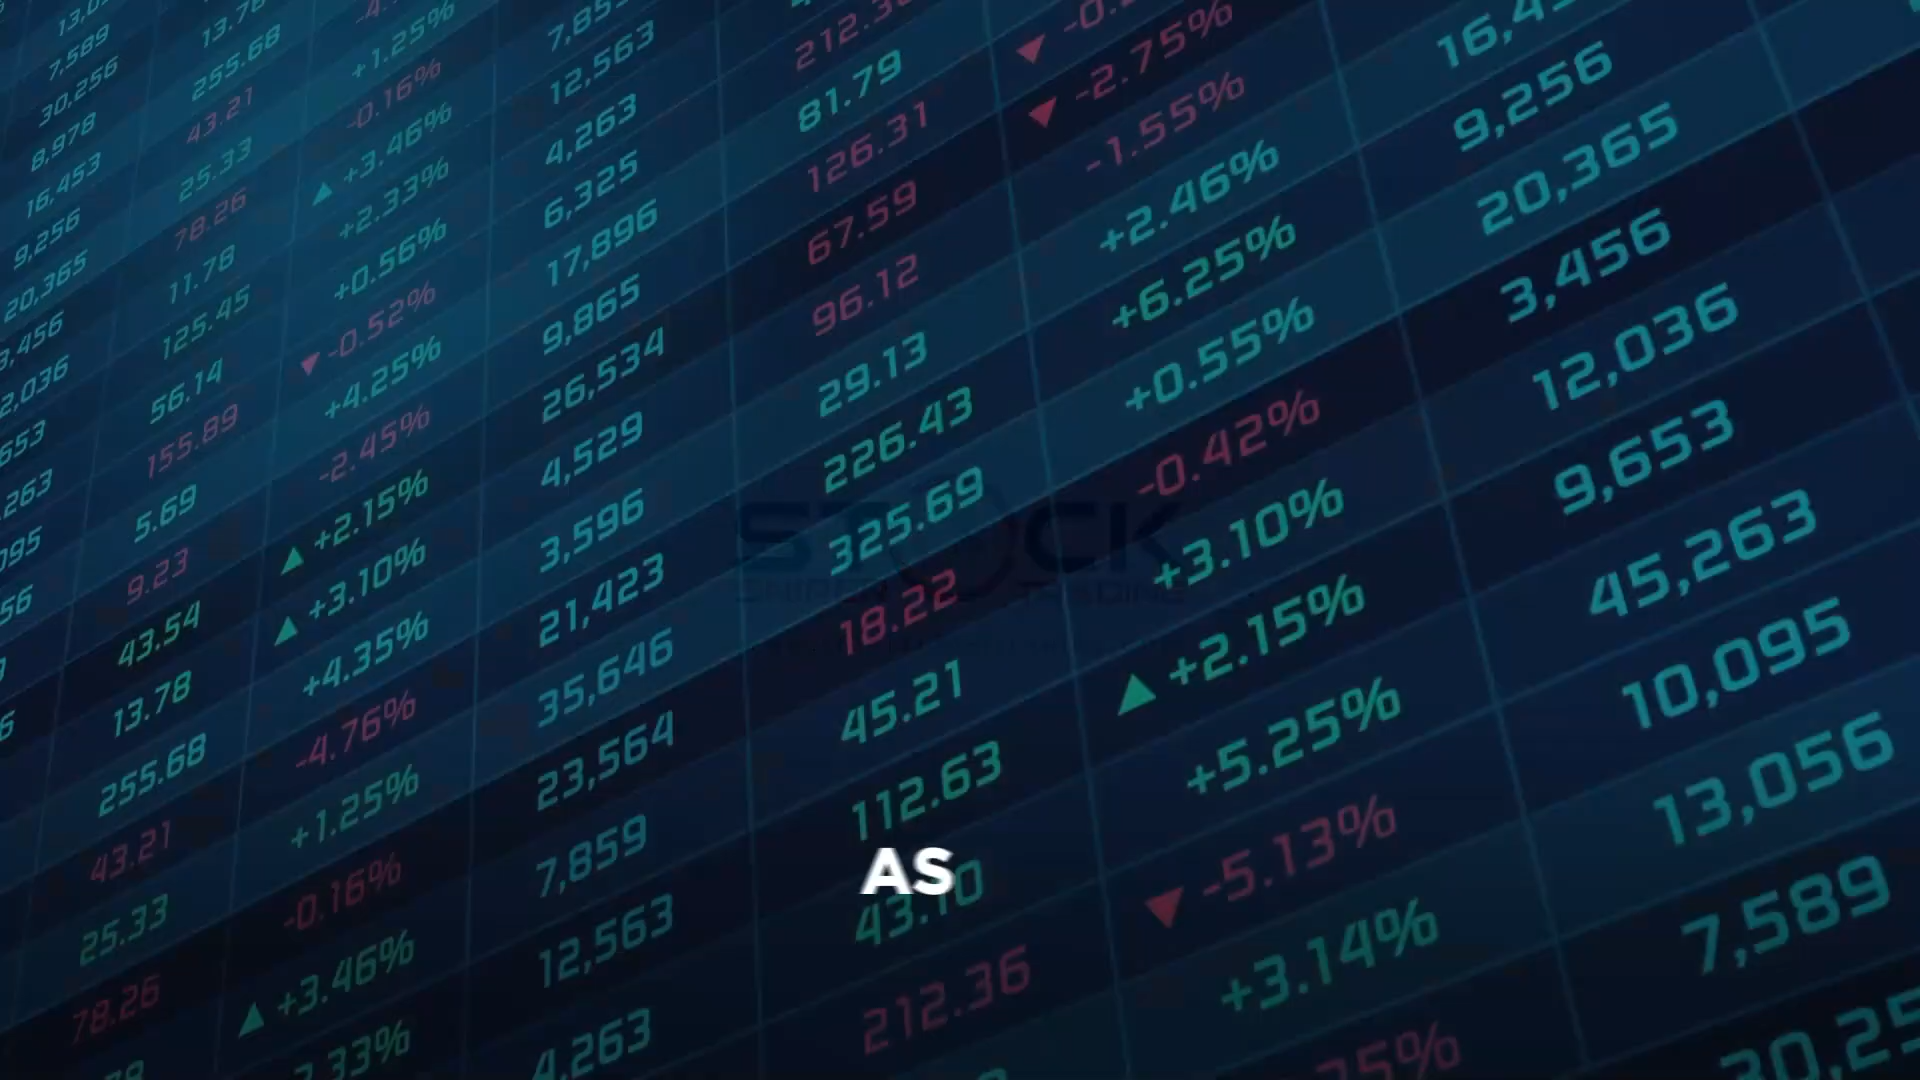 7,589 255.68 +1.25% 12,563 81.79 -2.75% 9,256
30,256 43.21 -0.16% 4,263 126.31 -1.55% 20,365
8,978 25.33 ▲ +3.46% 6,325 67.59 +2.46% 3,456
16,453 78.26 +2.33% 17,896 96.12 +6.25% 12,036
9,256 11.78 +0.56% 9,865 29.13 +0.55% 9,653
20,365 125.45 ▼ -0.52% 26,534 226.43 -0.42% 45,263
56.14 +4.25% 4,529 325.69 +3.10% 10,095
155.89 -2.45% 3,596 18.22 ▲ +2.15% 13,056
5.69 ▲ +2.15% 21,423 45.21 +5.25% 7,589
9.23 ▲ +3.10% 35,646 112.63 ▼ -5.13%
43.54 +4.35% 23,564 43.10 +3.14%
13.78 -4.76% 7,859 212.36
255.68 +1.25% 12,563
43.21 -0.16% 4,263
25.33 ▲ +3.46%
78.26
STOCK
SNIPER TRADING
AS